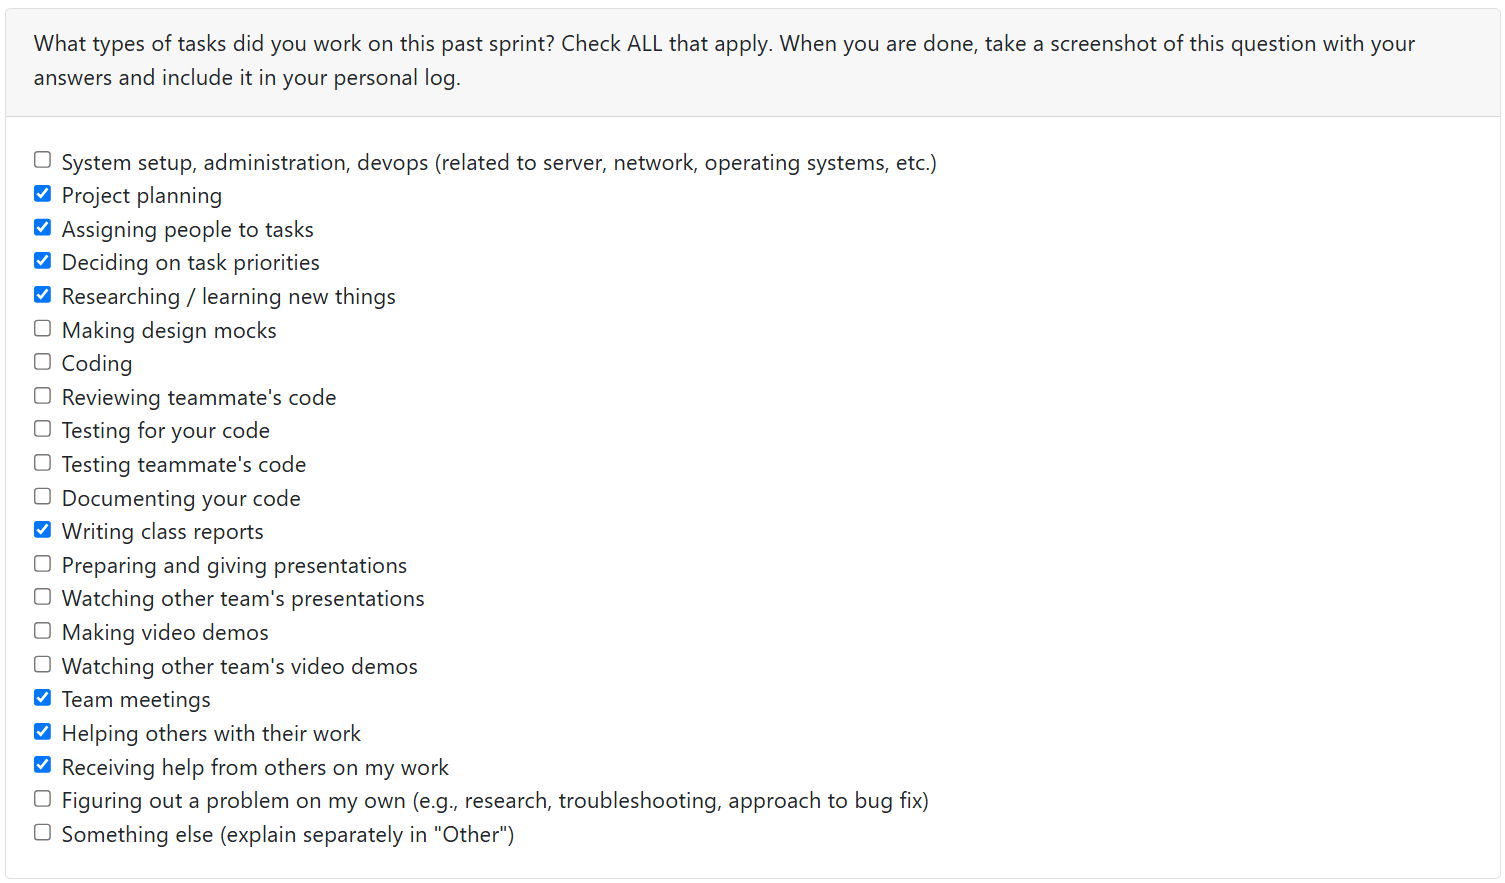 What types of tasks did you work on this past sprint? Check ALL that apply. When you are done, take a screenshot of this question with your
answers and include it in your personal log.
System setup, administration, devops (related to server, network, operating systems, etc.)
Project planning
Assigning people to tasks
Deciding on task priorities
Researching / learning new things
Making design mocks
Coding
Reviewing teammate's code
Testing for your code
Testing teammate's code
Documenting your code
Writing class reports
Preparing and giving presentations
Watching other team's presentations
Making video demos
Watching other team's video demos
Team meetings
Helping others with their work
Receiving help from others on my work
Figuring out a problem on my own (e.g., research, troubleshooting, approach to bug fix)
Something else (explain separately in "Other")